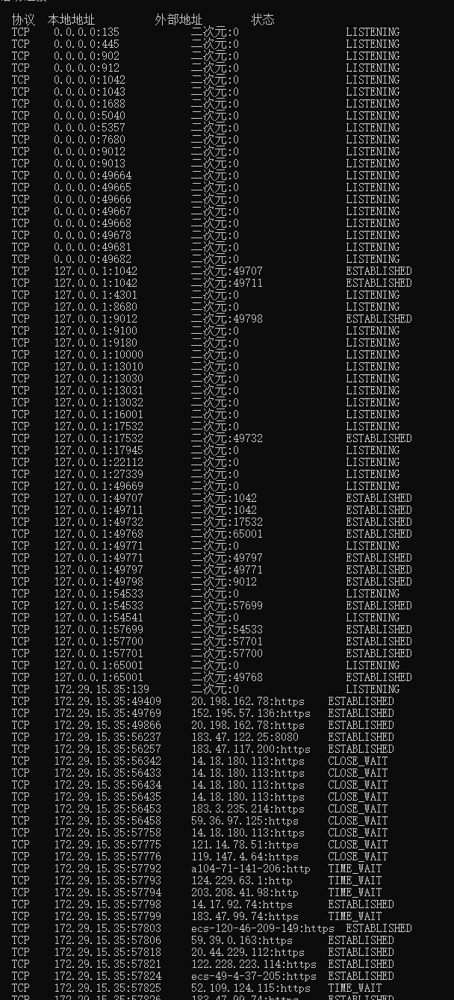 协议  本地地址          外部地址        状态
TCP    0.0.0.0:135            二次元:0                  LISTENING
TCP    0.0.0.0:445            二次元:0                  LISTENING
TCP    0.0.0.0:902            二次元:0                  LISTENING
TCP    0.0.0.0:912            二次元:0                  LISTENING
TCP    0.0.0.0:1042           二次元:0                  LISTENING
TCP    0.0.0.0:1043           二次元:0                  LISTENING
TCP    0.0.0.0:1688           二次元:0                  LISTENING
TCP    0.0.0.0:5040           二次元:0                  LISTENING
TCP    0.0.0.0:5357           二次元:0                  LISTENING
TCP    0.0.0.0:7680           二次元:0                  LISTENING
TCP    0.0.0.0:9012           二次元:0                  LISTENING
TCP    0.0.0.0:9013           二次元:0                  LISTENING
TCP    0.0.0.0:49664          二次元:0                  LISTENING
TCP    0.0.0.0:49665          二次元:0                  LISTENING
TCP    0.0.0.0:49666          二次元:0                  LISTENING
TCP    0.0.0.0:49667          二次元:0                  LISTENING
TCP    0.0.0.0:49668          二次元:0                  LISTENING
TCP    0.0.0.0:49678          二次元:0                  LISTENING
TCP    0.0.0.0:49681          二次元:0                  LISTENING
TCP    0.0.0.0:49682          二次元:0                  LISTENING
TCP    127.0.0.1:1042         二次元:49707              ESTABLISHED
TCP    127.0.0.1:1042         二次元:49711              ESTABLISHED
TCP    127.0.0.1:4301         二次元:0                  LISTENING
TCP    127.0.0.1:8680         二次元:0                  LISTENING
TCP    127.0.0.1:9012         二次元:49798              ESTABLISHED
TCP    127.0.0.1:9100         二次元:0                  LISTENING
TCP    127.0.0.1:9180         二次元:0                  LISTENING
TCP    127.0.0.1:10000        二次元:0                  LISTENING
TCP    127.0.0.1:13010        二次元:0                  LISTENING
TCP    127.0.0.1:13030        二次元:0                  LISTENING
TCP    127.0.0.1:13031        二次元:0                  LISTENING
TCP    127.0.0.1:13032        二次元:0                  LISTENING
TCP    127.0.0.1:16001        二次元:0                  LISTENING
TCP    127.0.0.1:17532        二次元:0                  LISTENING
TCP    127.0.0.1:17532        二次元:49732              ESTABLISHED
TCP    127.0.0.1:17945        二次元:0                  LISTENING
TCP    127.0.0.1:22112        二次元:0                  LISTENING
TCP    127.0.0.1:27339        二次元:0                  LISTENING
TCP    127.0.0.1:49669        二次元:0                  LISTENING
TCP    127.0.0.1:49707        二次元:1042               ESTABLISHED
TCP    127.0.0.1:49711        二次元:1042               ESTABLISHED
TCP    127.0.0.1:49732        二次元:17532              ESTABLISHED
TCP    127.0.0.1:49768        二次元:65001              ESTABLISHED
TCP    127.0.0.1:49771        二次元:0                  LISTENING
TCP    127.0.0.1:49771        二次元:49797              ESTABLISHED
TCP    127.0.0.1:49797        二次元:49771              ESTABLISHED
TCP    127.0.0.1:49798        二次元:9012               ESTABLISHED
TCP    127.0.0.1:54533        二次元:0                  LISTENING
TCP    127.0.0.1:54533        二次元:57699              ESTABLISHED
TCP    127.0.0.1:54541        二次元:0                  LISTENING
TCP    127.0.0.1:57699        二次元:54533              ESTABLISHED
TCP    127.0.0.1:57700        二次元:57701              ESTABLISHED
TCP    127.0.0.1:57701        二次元:57700              ESTABLISHED
TCP    127.0.0.1:65001        二次元:0                  LISTENING
TCP    127.0.0.1:65001        二次元:49768              ESTABLISHED
TCP    172.29.15.35:139       二次元:0                  LISTENING
TCP    172.29.15.35:49409     20.198.162.78:https    ESTABLISHED
TCP    172.29.15.35:49769     152.195.57.136:https   ESTABLISHED
TCP    172.29.15.35:49866     20.198.162.78:https    ESTABLISHED
TCP    172.29.15.35:56237     183.47.122.25:8080     ESTABLISHED
TCP    172.29.15.35:56257     183.47.117.200:https   ESTABLISHED
TCP    172.29.15.35:56342     14.18.180.113:https    CLOSE_WAIT
TCP    172.29.15.35:56433     14.18.180.113:https    CLOSE_WAIT
TCP    172.29.15.35:56434     14.18.180.113:https    CLOSE_WAIT
TCP    172.29.15.35:56435     14.18.180.113:https    CLOSE_WAIT
TCP    172.29.15.35:56453     183.3.235.214:https    CLOSE_WAIT
TCP    172.29.15.35:56458     59.36.97.125:https     CLOSE_WAIT
TCP    172.29.15.35:57758     14.18.180.113:https    CLOSE_WAIT
TCP    172.29.15.35:57775     121.14.78.51:https     CLOSE_WAIT
TCP    172.29.15.35:57776     119.147.4.64:https     CLOSE_WAIT
TCP    172.29.15.35:57792     a104-71-141-206:http   TIME_WAIT
TCP    172.29.15.35:57793     124.229.63.1:http      TIME_WAIT
TCP    172.29.15.35:57794     203.208.41.98:http     TIME_WAIT
TCP    172.29.15.35:57798     14.17.92.74:https      ESTABLISHED
TCP    172.29.15.35:57799     183.47.99.74:https     TIME_WAIT
TCP    172.29.15.35:57803     ecs-120-46-209-149:https  ESTABLISHED
TCP    172.29.15.35:57806     59.39.0.163:https      ESTABLISHED
TCP    172.29.15.35:57818     20.44.229.112:https    ESTABLISHED
TCP    172.29.15.35:57821     122.228.223.114:https  ESTABLISHED
TCP    172.29.15.35:57824     ecs-49-4-37-205:https  ESTABLISHED
TCP    172.29.15.35:57825     52.109.124.115:https   TIME_WAIT
TCP    172.29.15.35:57826     183.47.99.74:https     ESTABLISHED